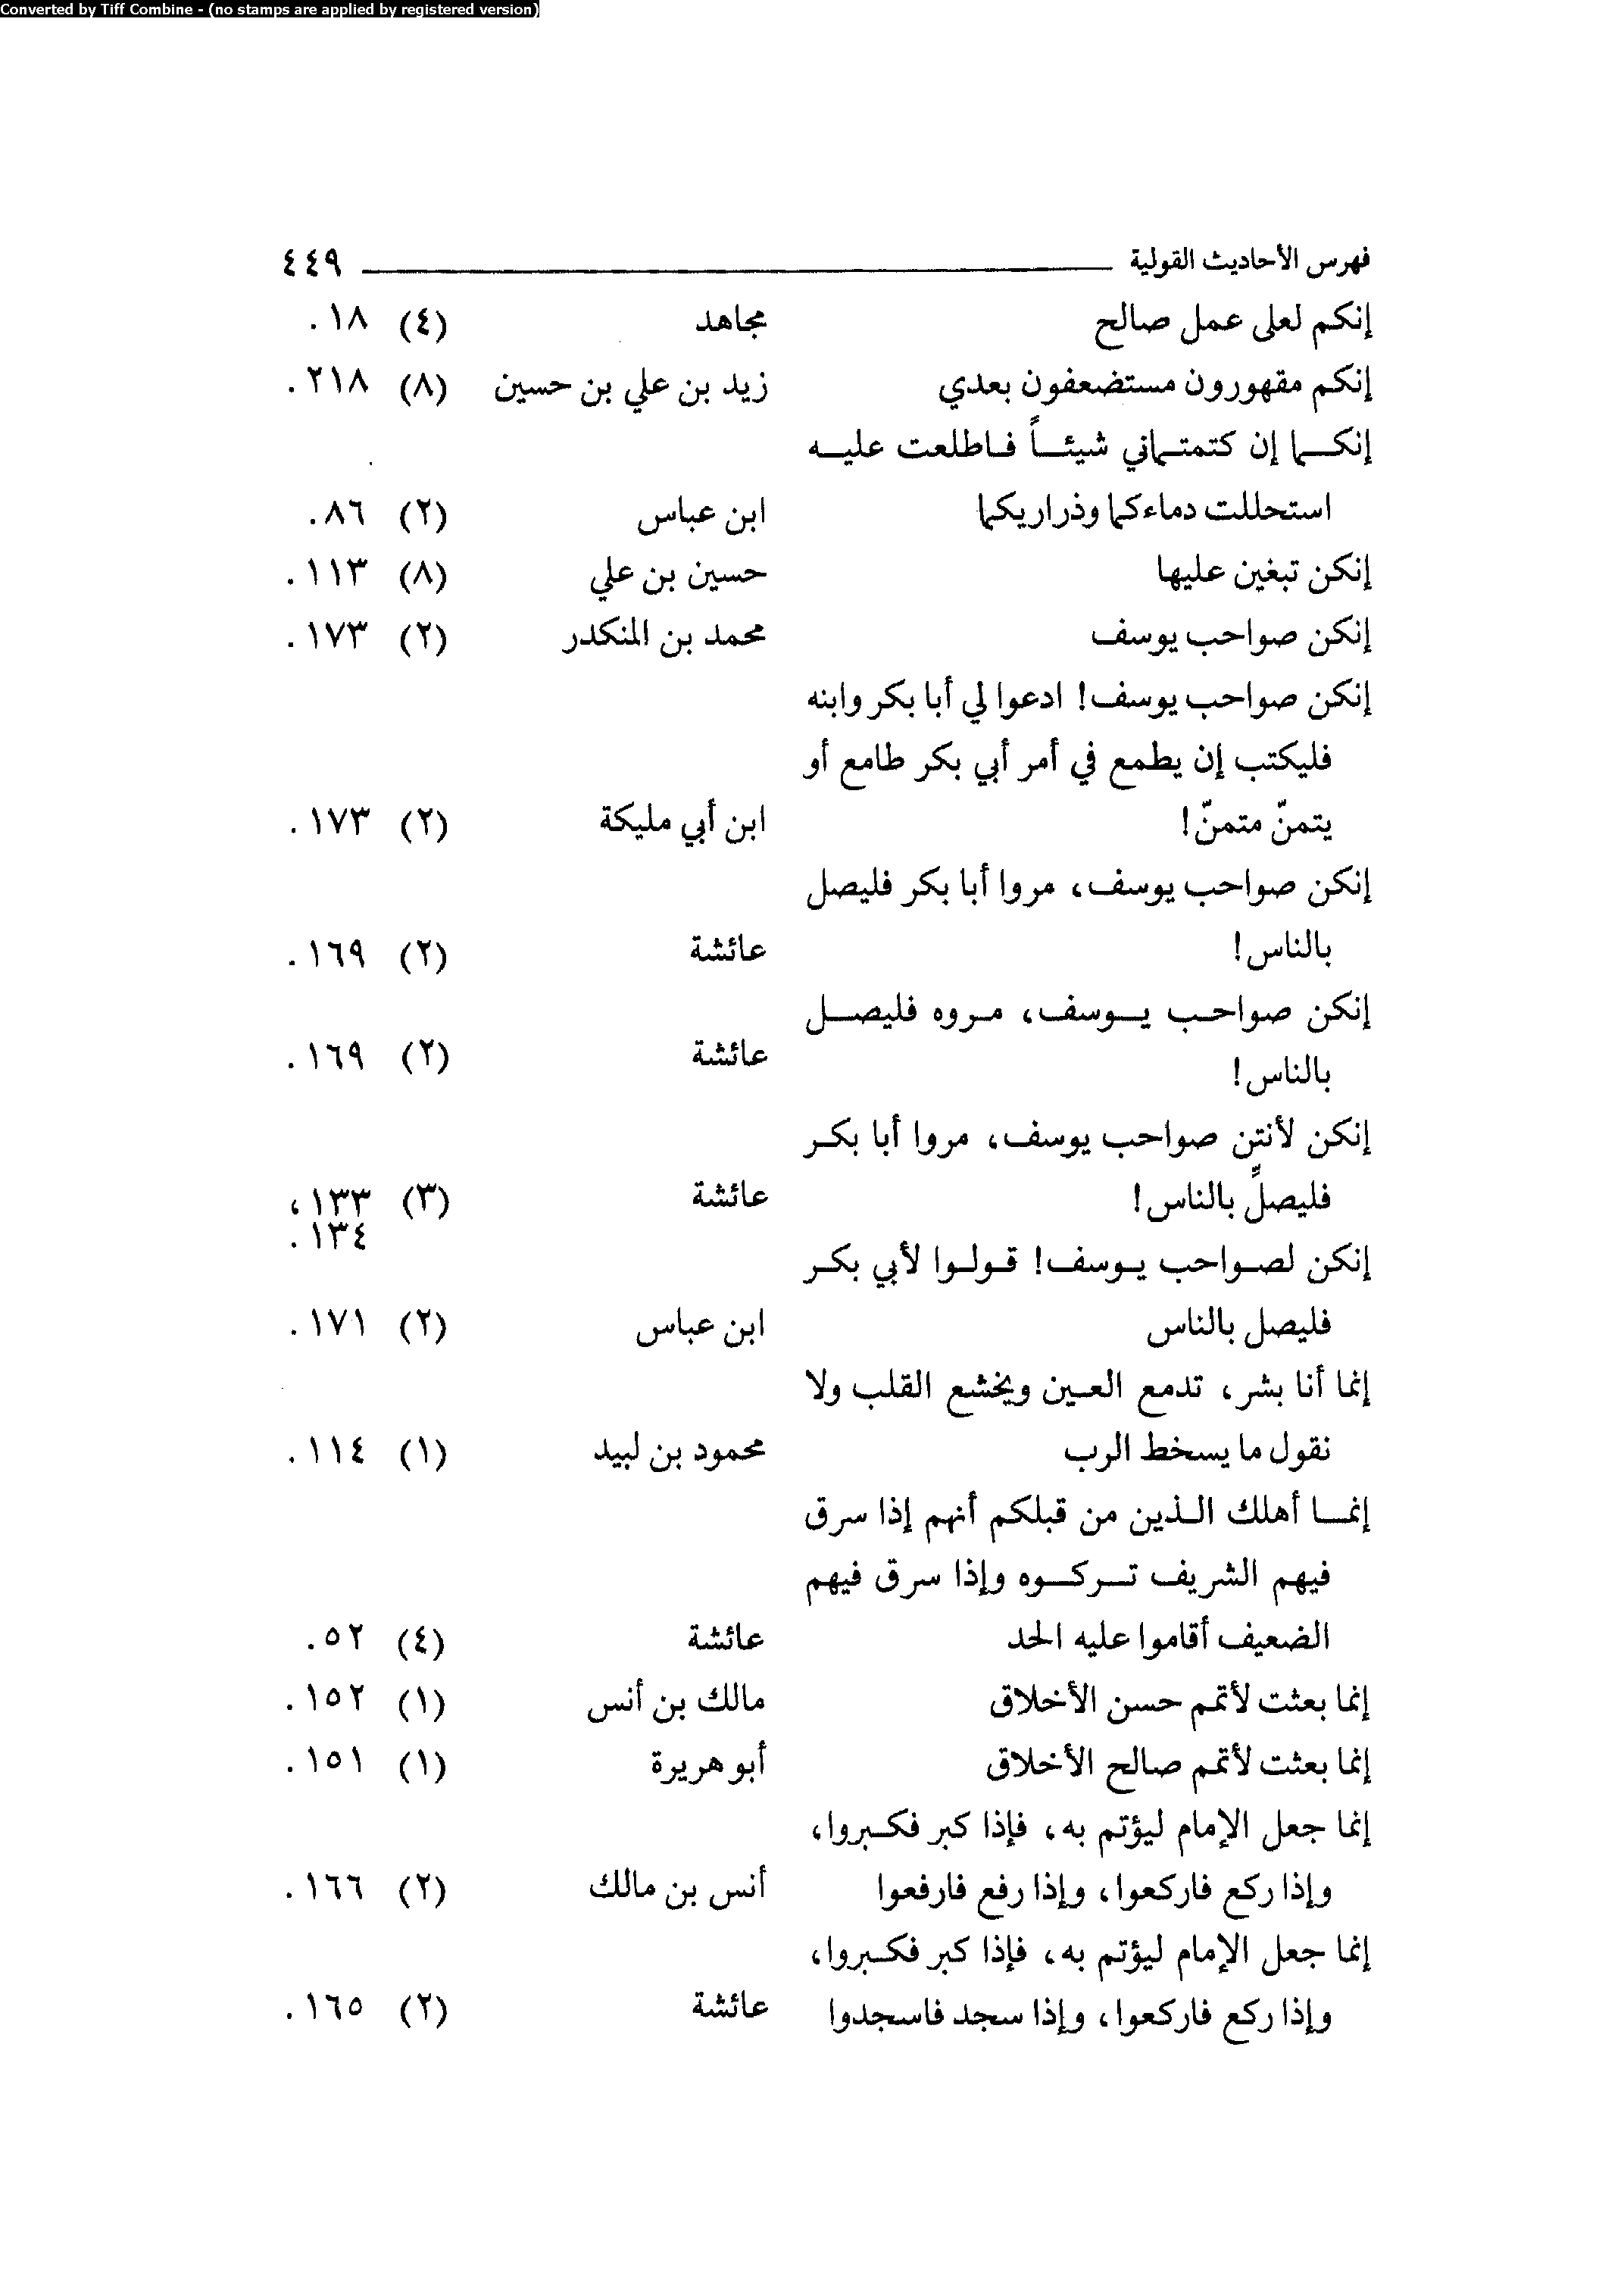 Converted by Tiff Combine - (no stamps are applied by registered version)
فهرس الأحاديث القولية ٤٤٩
إنكم لعلى عمل صالح مجاهد (٤) ١٨.
إنكم مقهورون مستضعفون بعدي زيد بن علي بن حسين (٨) ٢١٨.
إنكما إن كتمتماني شيئاً فاطلعت عليه
استحللت دماءكما وذراريكما ابن عباس (٢) ٨٦.
إنكن تبغين عليها حسين بن علي (٨) ١١٣.
إنكن صواحب يوسف محمد بن المنكدر (٢) ١٧٣.
إنكن صواحب يوسف! ادعوا لي أبا بكر وابنه
فليكتب إن يطمع في أمر أبي بكر طامع أو
يتمنّ متمنّ! ابن أبي مليكة (٢) ١٧٣.
إنكن صواحب يوسف، مروا أبا بكر فليصل
بالناس! عائشة (٢) ١٦٩.
إنكن صواحب يوسف، مروه فليصل
بالناس! عائشة (٢) ١٦٩.
إنكن لأنتن صواحب يوسف، مروا أبا بكر
فليصلِّ بالناس! عائشة (٣) ١٣٣،
١٣٤.
إنكن لصواحب يوسف! قولوا لأبي بكر
فليصل بالناس ابن عباس (٢) ١٧١.
إنما أنا بشر، تدمع العين ويخشع القلب ولا
نقول ما يسخط الرب محمود بن لبيد (١) ١١٤.
إنما أهلك الذين من قبلكم أنهم إذا سرق
فيهم الشريف تركوه وإذا سرق فيهم
الضعيف أقاموا عليه الحد عائشة (٤) ٥٢.
إنما بعثت لأتمم حسن الأخلاق مالك بن أنس (١) ١٥٢.
إنما بعثت لأتمم صالح الأخلاق أبو هريرة (١) ١٥١.
إنما جعل الإمام ليؤتم به، فإذا كبر فكبروا،
وإذا ركع فاركعوا، وإذا رفع فارفعوا أنس بن مالك (٢) ١٦٦.
إنما جعل الإمام ليؤتم به، فإذا كبر فكبروا،
وإذا ركع فاركعوا، وإذا سجد فاسجدوا عائشة (٢) ١٦٥.